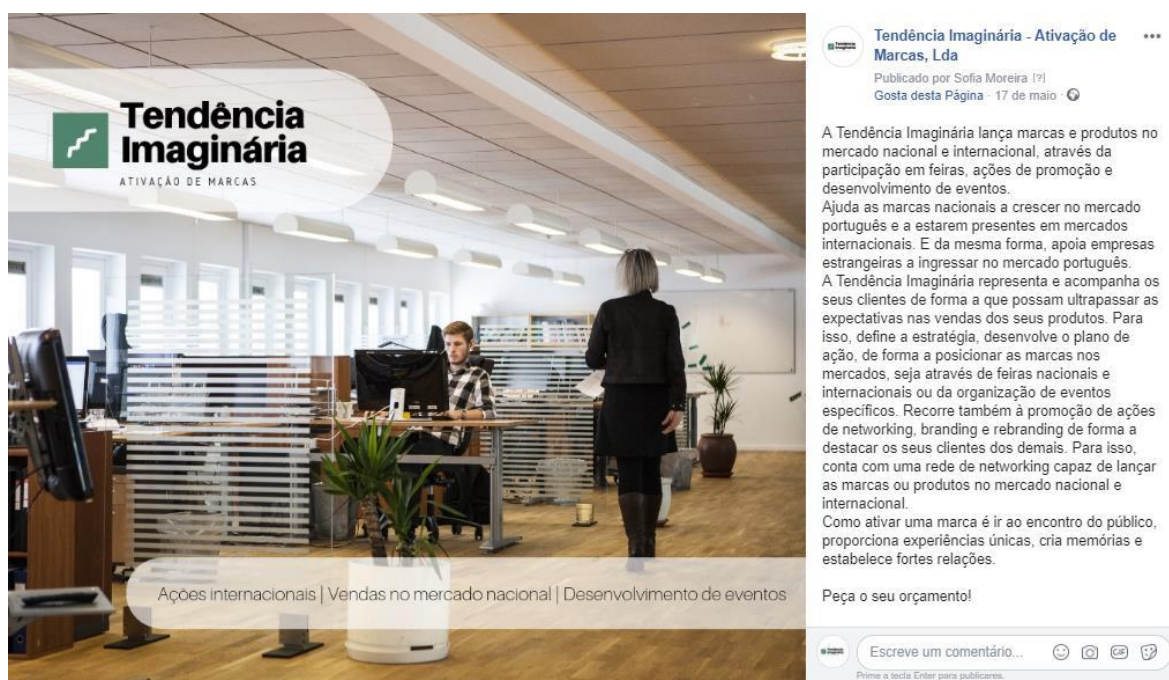 Tendência
Imaginária
ATIVAÇÃO DE MARCAS
Ações internacionais | Vendas no mercado nacional | Desenvolvimento de eventos
Tendência Imaginária - Ativação de
Marcas, Lda
Publicado por Sofia Moreira [?]
Gosta desta Página · 17 de maio ·
A Tendência Imaginária lança marcas e produtos no
mercado nacional e internacional, através da
participação em feiras, ações de promoção e
desenvolvimento de eventos.
Ajuda as marcas nacionais a crescer no mercado
português e a estarem presentes em mercados
internacionais. E da mesma forma, apoia empresas
estrangeiras a ingressar no mercado português.
A Tendência Imaginária representa e acompanha os
seus clientes de forma a que possam ultrapassar as
expectativas nas vendas dos seus produtos. Para
isso, define a estratégia, desenvolve o plano de
ação, de forma a posicionar as marcas nos
mercados, seja através de feiras nacionais e
internacionais ou da organização de eventos
específicos. Recorre também à promoção de ações
de networking, branding e rebranding de forma a
destacar os seus clientes dos demais. Para isso,
conta com uma rede de networking capaz de lançar
as marcas ou produtos no mercado nacional e
internacional.
Como ativar uma marca é ir ao encontro do público,
proporciona experiências únicas, cria memórias e
estabelece fortes relações.
Peça o seu orçamento!
Escreve um comentário...
GIF
Prime a tecla Enter para publicares.